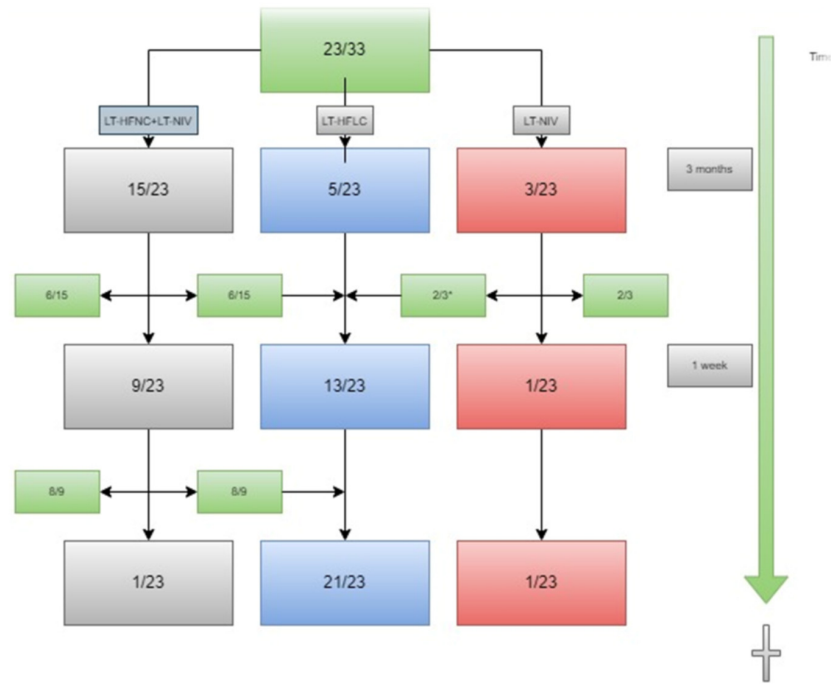 23/33
Time
LT-HFNC+LT-NIV
LT-HFLC
LT-NIV
15/23
5/23
3/23
3 months
6/15
6/15
2/3*
2/3
9/23
13/23
1/23
1 week
8/9
8/9
1/23
21/23
1/23